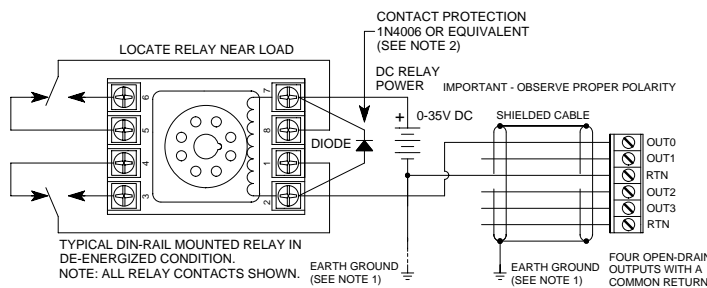 CONTACT PROTECTION
1N4006 OR EQUIVALENT
(SEE NOTE 2)
LOCATE RELAY NEAR LOAD
DC RELAY
POWER
IMPORTANT - OBSERVE PROPER POLARITY
6
7
+
0-35V DC
SHIELDED CABLE
5
8
DIODE
OUT0
OUT1
4
1
RTN
OUT2
3
2
OUT3
RTN
TYPICAL DIN-RAIL MOUNTED RELAY IN
DE-ENERGIZED CONDITION.
NOTE: ALL RELAY CONTACTS SHOWN.
EARTH GROUND
(SEE NOTE 1)
EARTH GROUND
(SEE NOTE 1)
FOUR OPEN-DRAIN
OUTPUTS WITH A
COMMON RETURN